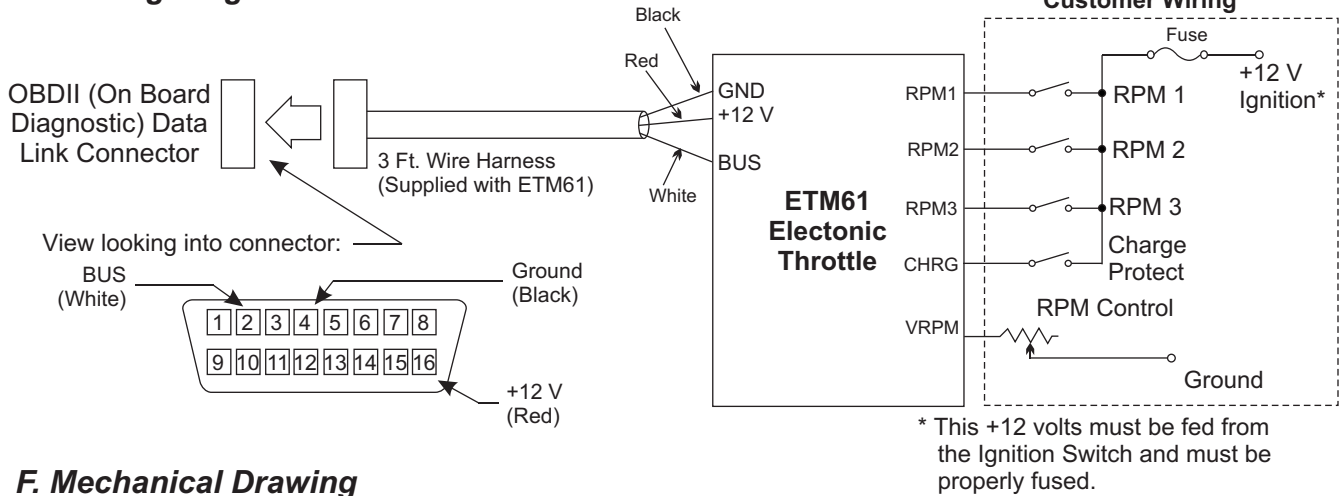 Customer Wiring
Black
Red
GND
+12 V
BUS
White
OBDII (On Board
Diagnostic) Data
Link Connector
3 Ft. Wire Harness
(Supplied with ETM61)
ETM61
Electonic
Throttle
RPM1
RPM2
RPM3
CHRG
VRPM
Fuse
+12 V
Ignition*
RPM 1
RPM 2
RPM 3
Charge
Protect
RPM Control
Ground
* This +12 volts must be fed from
the Ignition Switch and must be
properly fused.
View looking into connector:
BUS
(White)
Ground
(Black)
1 2 3 4 5 6 7 8
9 10 11 12 13 14 15 16
+12 V
(Red)
F. Mechanical Drawing